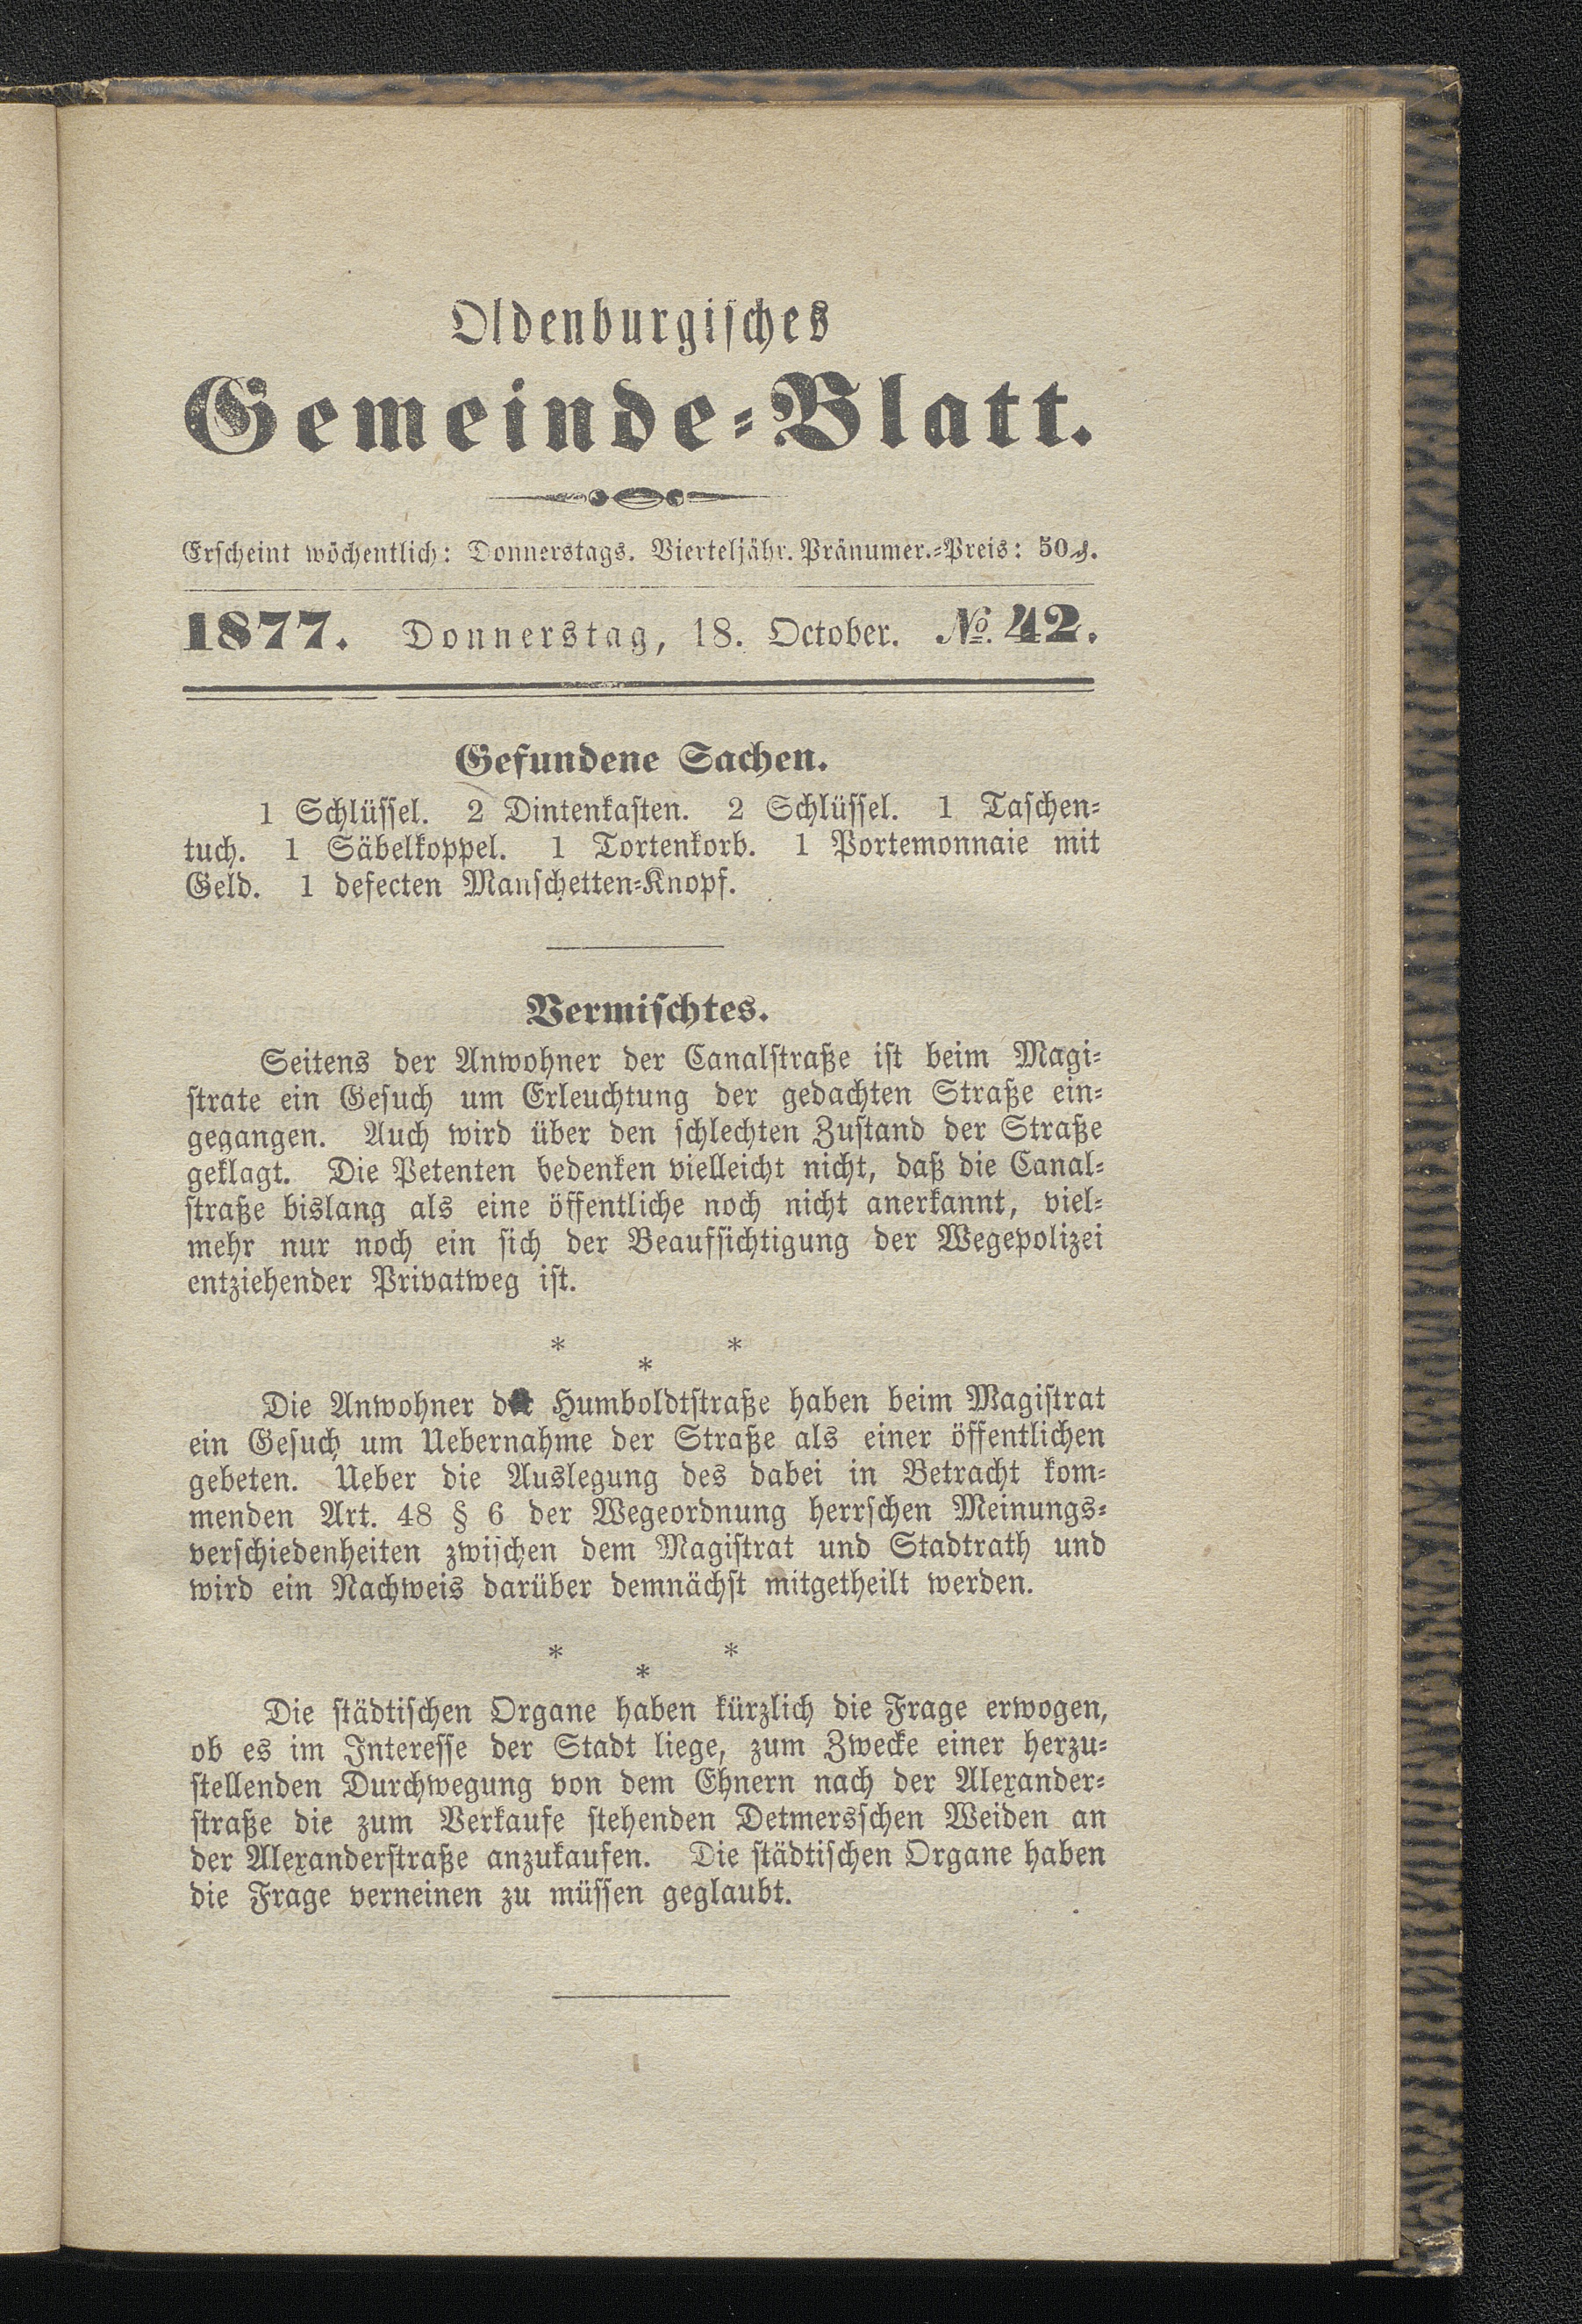 Oldenburgisches
Gemeinde-Blatt.
Erscheint wöchentlich: Donnerstags. Vierteljähr. Pränumer.-Preis: 50 ₰.
1877. Donnerstag, 18. October. №. 42.
Gefundene Sachen.
1 Schlüssel. 2 Dintenkasten. 2 Schlüssel. 1 Taschen-
tuch. 1 Säbelkoppel. 1 Tortenkorb. 1 Portemonnaie mit
Geld. 1 defecten Manschetten-Knopf.
Vermischtes.
Seitens der Anwohner der Canalstraße ist beim Magi-
strate ein Gesuch um Erleuchtung der gedachten Straße ein-
gegangen. Auch wird über den schlechten Zustand der Straße
geklagt. Die Petenten bedenken vielleicht nicht, daß die Canal-
straße bislang als eine öffentliche noch nicht anerkannt, viel-
mehr nur noch ein sich der Beaufsichtigung der Wegepolizei
entziehender Privatweg ist.
* *
*
Die Anwohner der Humboldtstraße haben beim Magistrat
ein Gesuch um Uebernahme der Straße als einer öffentlichen
gebeten. Ueber die Auslegung des dabei in Betracht kom-
menden Art. 48 § 6 der Wegeordnung herrschen Meinungs-
verschiedenheiten zwischen dem Magistrat und Stadtrath und
wird ein Nachweis darüber demnächst mitgetheilt werden.
* *
*
Die städtischen Organe haben kürzlich die Frage erwogen,
ob es im Interesse der Stadt liege, zum Zwecke einer herzu-
stellenden Durchwegung von dem Ehnern nach der Alexander-
straße die zum Verkaufe stehenden Detmersschen Weiden an
der Alexanderstraße anzukaufen. Die städtischen Organe haben
die Frage verneinen zu müssen geglaubt.